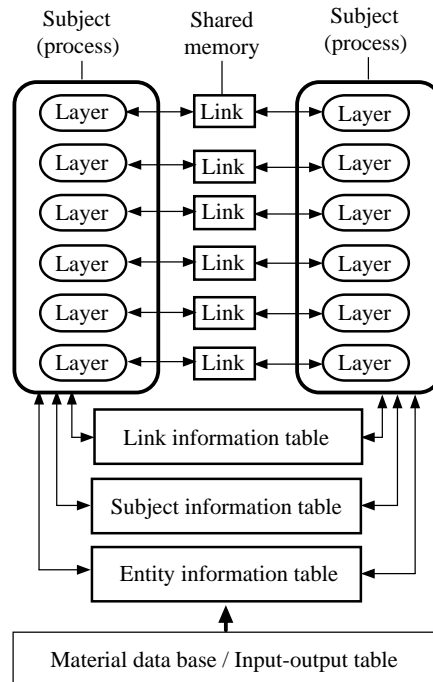 Subject
(process)
Shared
memory
Subject
(process)
Layer Link Layer
Layer Link Layer
Layer Link Layer
Layer Link Layer
Layer Link Layer
Layer Link Layer
Link information table
Subject information table
Entity information table
Material data base / Input-output table